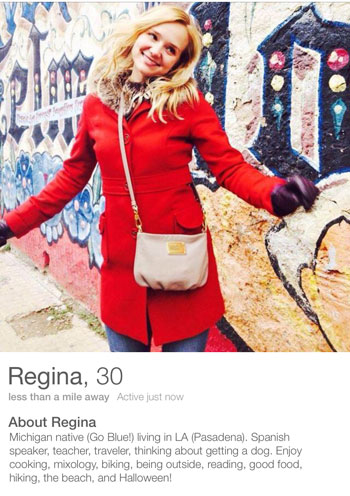 Regina, 30
less than a mile away Active just now
About Regina
Michigan native (Go Blue!) living in LA (Pasadena). Spanish
speaker, teacher, traveler, thinking about getting a dog. Enjoy
cooking, mixology, biking, being outside, reading, good food,
hiking, the beach, and Halloween!